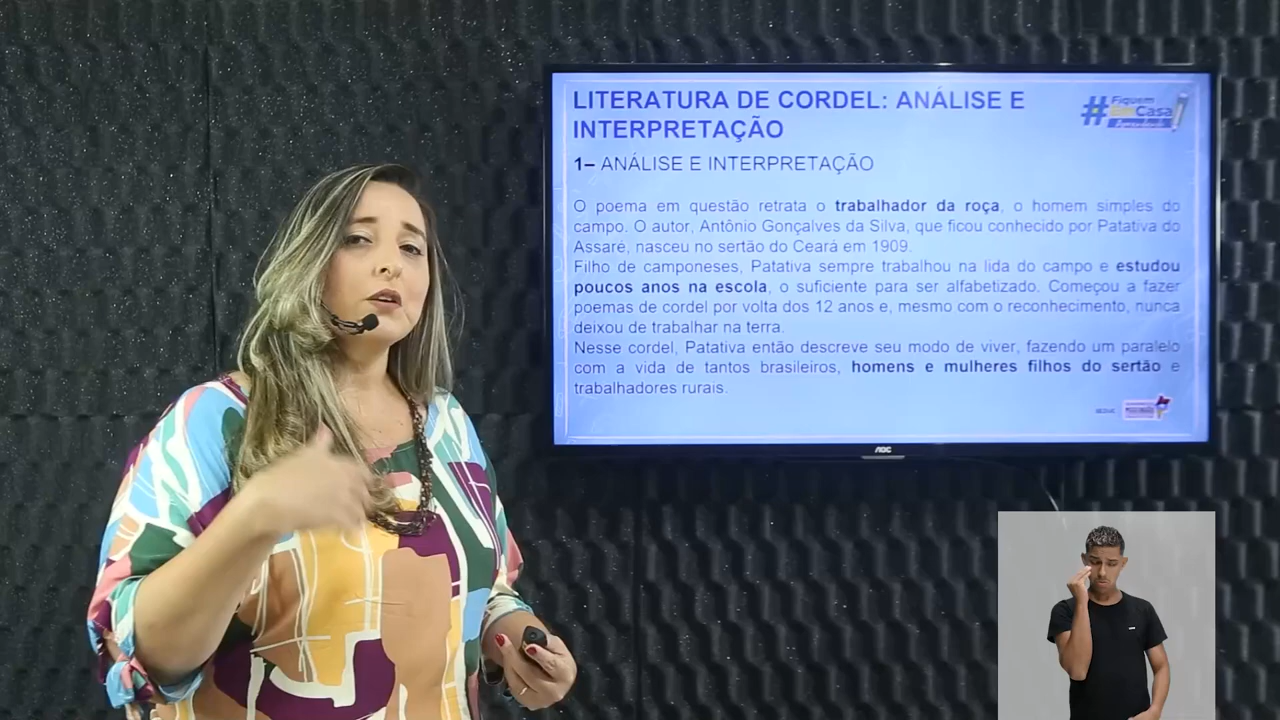 LITERATURA DE CORDEL: ANÁLISE E
INTERPRETAÇÃO
#Fiquem
EmCasa
1– ANÁLISE E INTERPRETAÇÃO
O poema em questão retrata o trabalhador da roça, o homem simples do
campo. O autor, Antônio Gonçalves da Silva, que ficou conhecido por Patativa do
Assaré, nasceu no sertão do Ceará em 1909.
Filho de camponeses, Patativa sempre trabalhou na lida do campo e estudou
poucos anos na escola, o suficiente para ser alfabetizado. Começou a fazer
poemas de cordel por volta dos 12 anos e, mesmo com o reconhecimento, nunca
deixou de trabalhar na terra.
Nesse cordel, Patativa então descreve seu modo de viver, fazendo um paralelo
com a vida de tantos brasileiros, homens e mulheres filhos do sertão e
trabalhadores rurais.
SEDUC
AOC